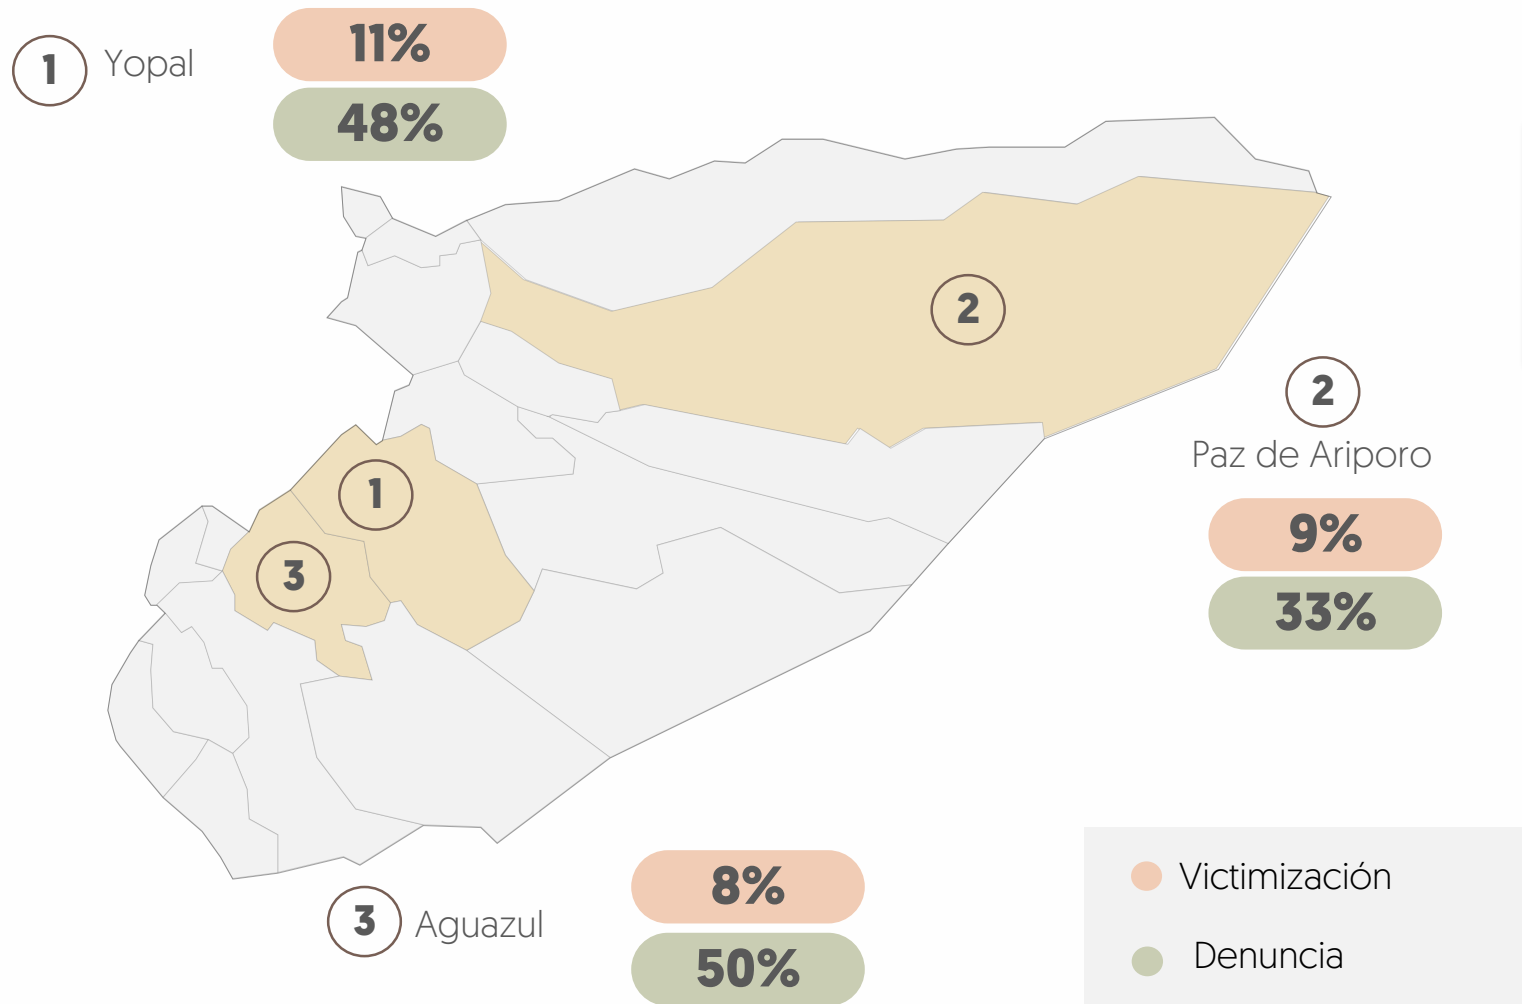 1 Yopal
11%
48%
2
2
Paz de Ariporo
9%
33%
1
3
3 Aguazul
8%
50%
Victimización
Denuncia